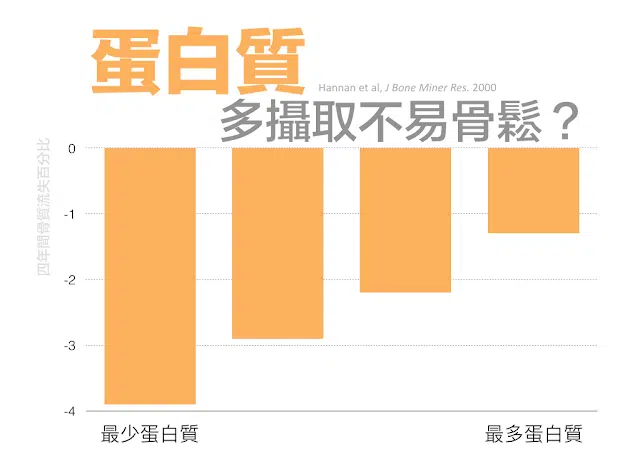 蛋白質
Hannan et al, J Bone Miner Res. 2000
多攝取不易骨鬆？
四年間骨質流失百分比
0
-1
-2
-3
-4
最少蛋白質
最多蛋白質